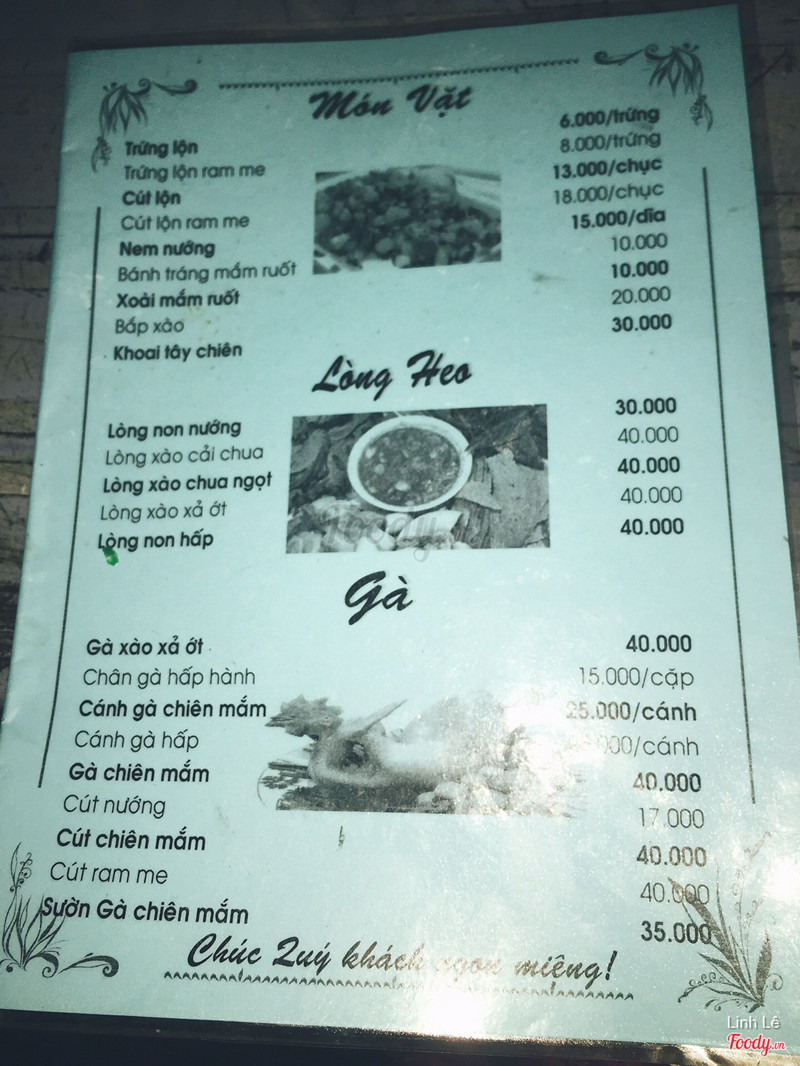 Món Vặt
Trứng lộn 6.000/trứng
Trứng lộn ram me 8.000/trứng
Cút lộn 13.000/chục
Cút lộn ram me 18.000/chục
Nem nướng 15.000/dĩa
Bánh tráng mắm ruốt 10.000
Xoài mắm ruốt 10.000
Bắp xào 20.000
Khoai tây chiên 30.000
Lòng Heo
Lòng non nướng 30.000
Lòng xào cải chua 40.000
Lòng xào chua ngọt 40.000
Lòng xào xả ớt 40.000
Lòng non hấp 40.000
Foody
Gà
Gà xào xả ớt 40.000
Chân gà hấp hành 15.000/cặp
Cánh gà chiên mắm 25.000/cánh
Cánh gà hấp /cánh
Gà chiên mắm 40.000
Cút nướng 17.000
Cút chiên mắm 40.000
Cút ram me 40.000
Sườn Gà chiên mắm 35.000
Chúc Quý khách ngon miêng!
Linh Lê
Foody.vn